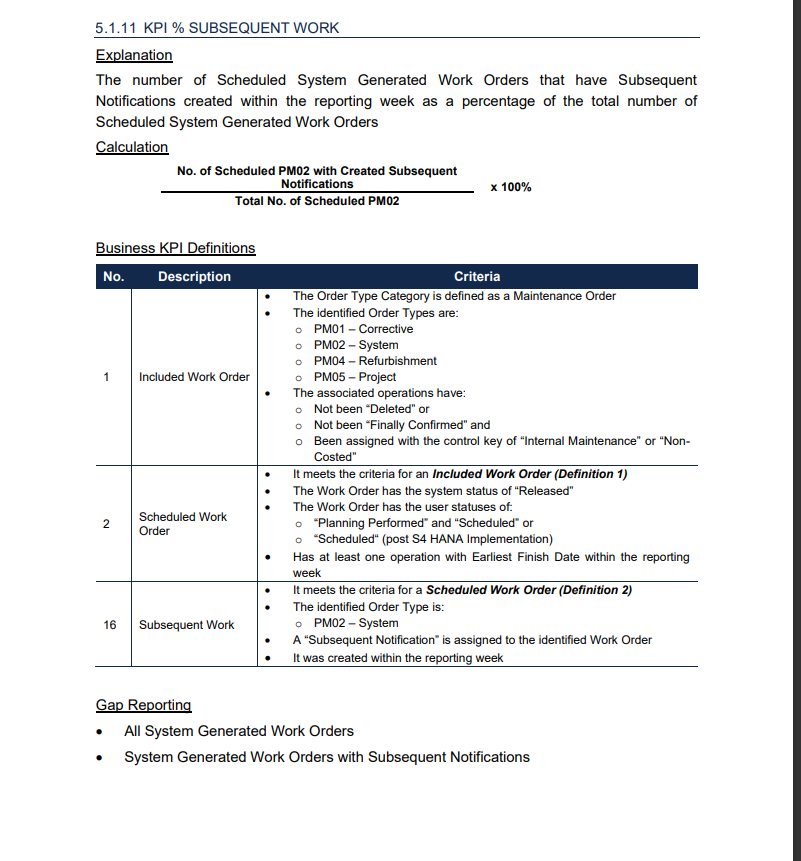 5.1.11 KPI % SUBSEQUENT WORK
Explanation
The number of Scheduled System Generated Work Orders that have Subsequent
Notifications created within the reporting week as a percentage of the total number of
Scheduled System Generated Work Orders
Calculation
No. of Scheduled PM02 with Created Subsequent
Notifications
x 100%
Total No. of Scheduled PM02
Business KPI Definitions
No. Description Criteria
• The Order Type Category is defined as a Maintenance Order
• The identified Order Types are:
o PM01 – Corrective
o PM02 – System
o PM04 – Refurbishment
1 Included Work Order o PM05 – Project
• The associated operations have:
o Not been “Deleted” or
o Not been “Finally Confirmed” and
o Been assigned with the control key of “Internal Maintenance” or “Non-
Costed”
• It meets the criteria for an Included Work Order (Definition 1)
• The Work Order has the system status of “Released”
• The Work Order has the user statuses of:
2 Scheduled Work
Order
o “Planning Performed” and “Scheduled” or
o “Scheduled“ (post S4 HANA Implementation)
• Has at least one operation with Earliest Finish Date within the reporting
week
• It meets the criteria for a Scheduled Work Order (Definition 2)
• The identified Order Type is:
16 Subsequent Work o PM02 – System
• A “Subsequent Notification” is assigned to the identified Work Order
• It was created within the reporting week
Gap Reporting
• All System Generated Work Orders
• System Generated Work Orders with Subsequent Notifications